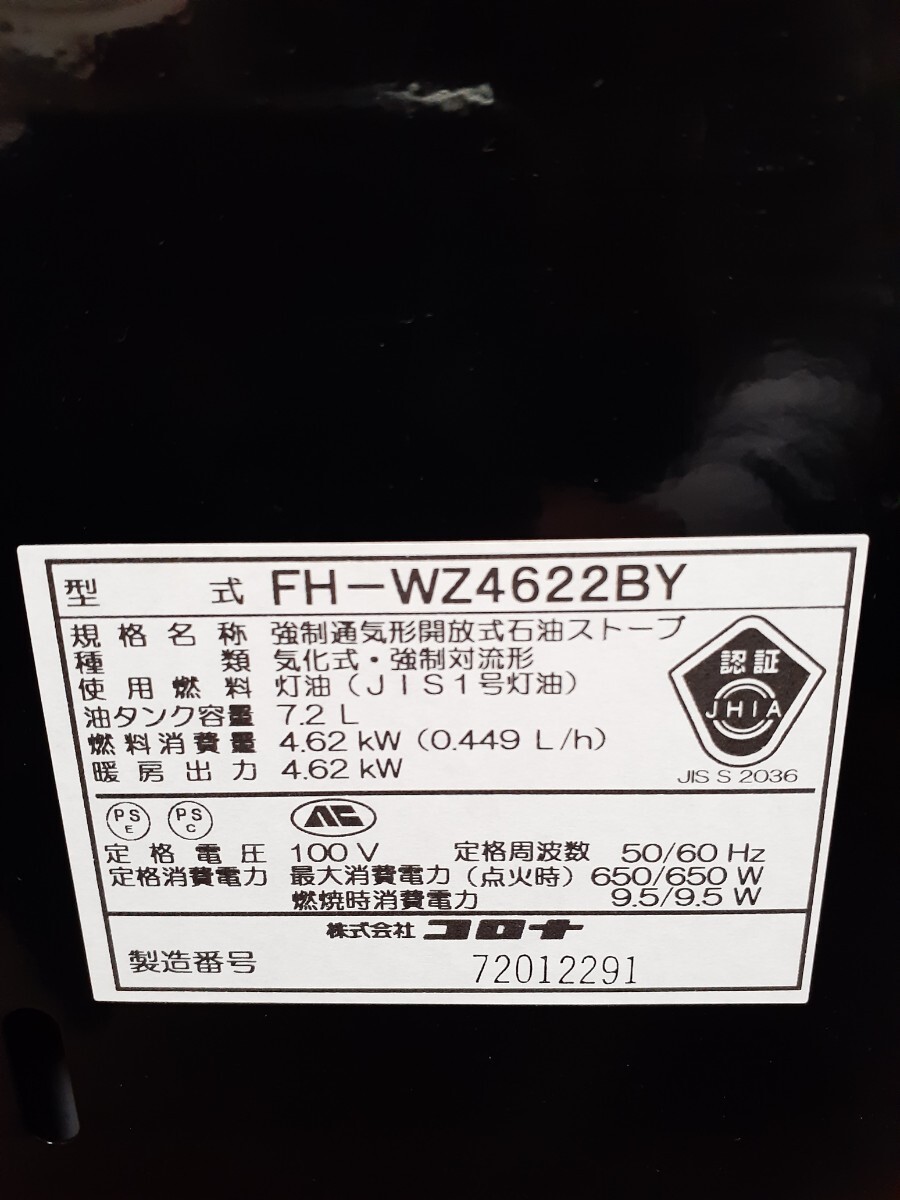 型式 FH-WZ4622BY
規格名称 強制通気形開放式石油ストーブ
種類 気化式・強制対流形
使用燃料 灯油(JIS1号灯油)
油タンク容量 7.2 L
燃料消費量 4.62 kW (0.449 L/h)
暖房出力 4.62 kW
認証
JHIA
JIS S 2036
PS E PS C
定格電圧 100 V 定格周波数 50/60 Hz
定格消費電力 最大消費電力(点火時) 650/650 W
燃焼時消費電力 9.5/9.5 W
株式会社 コロナ
製造番号 72012291